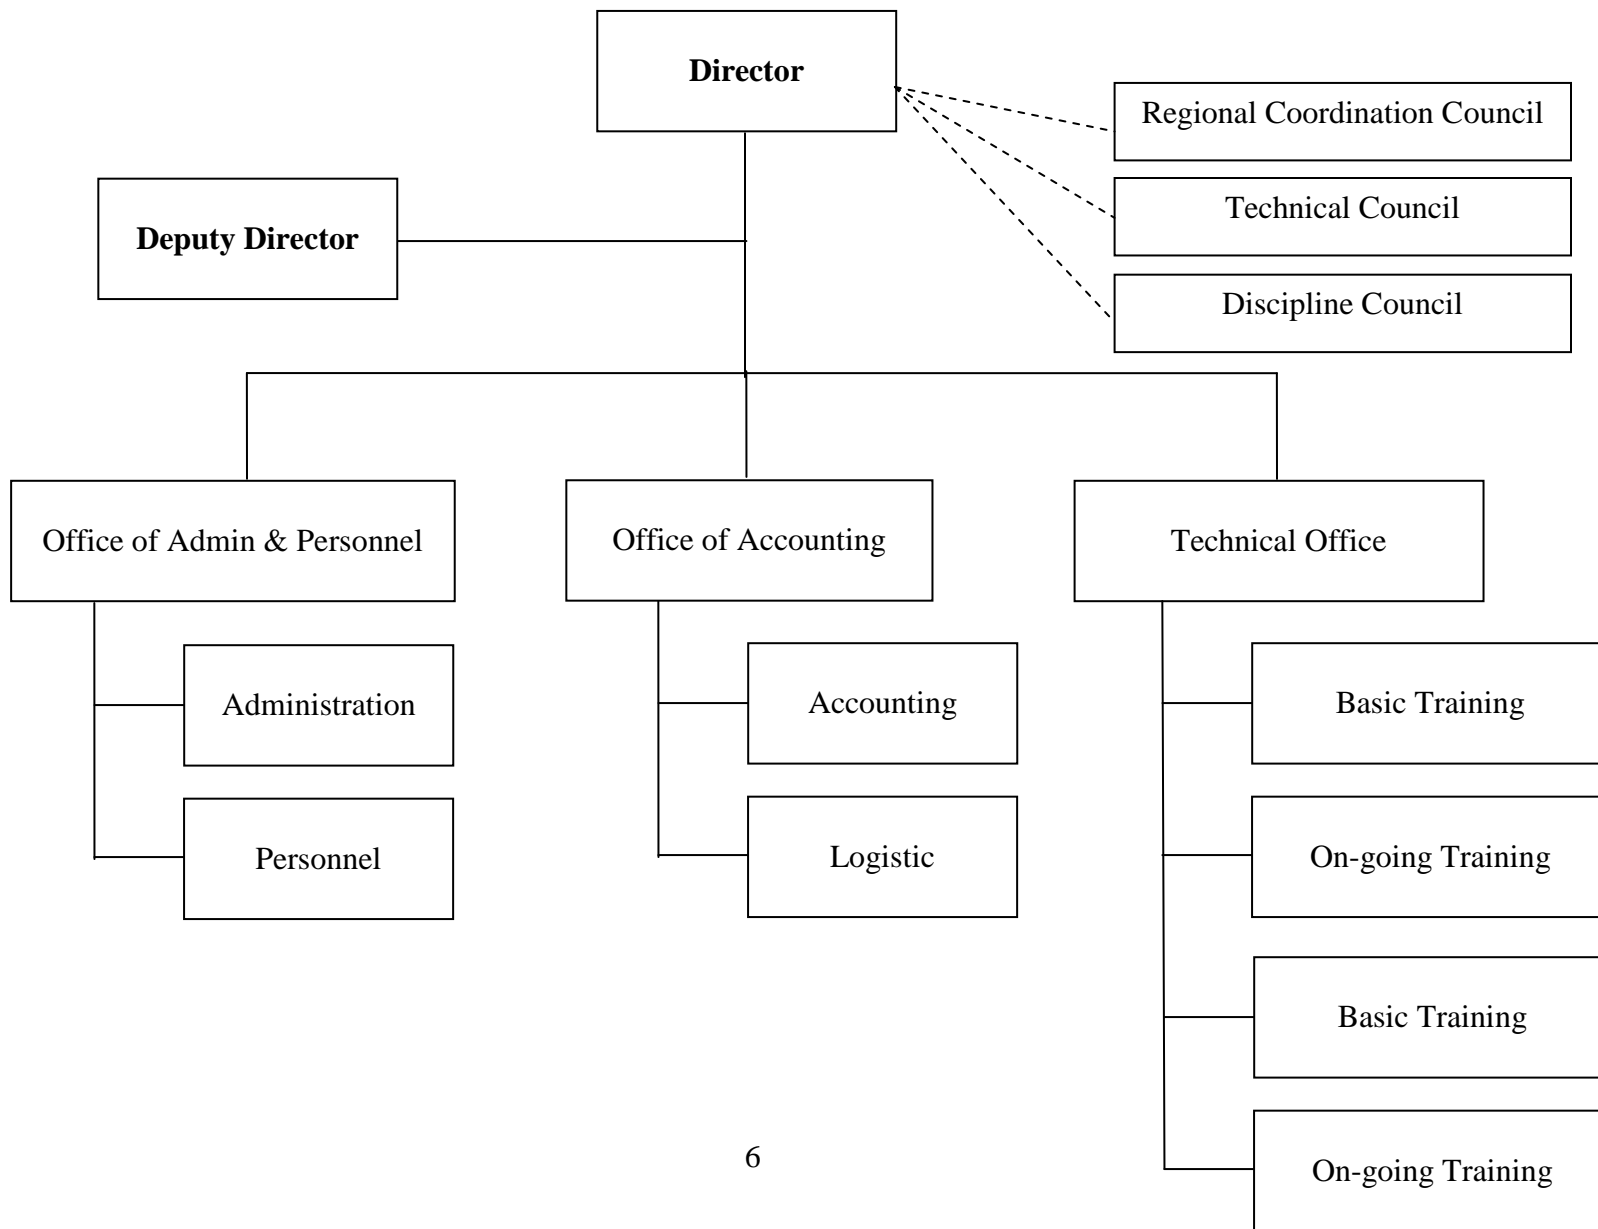 Director
Regional Coordination Council
Technical Council
Deputy Director
Discipline Council
Office of Admin & Personnel
Office of Accounting
Technical Office
Administration
Accounting
Basic Training
Personnel
Logistic
On-going Training
Basic Training
On-going Training
6